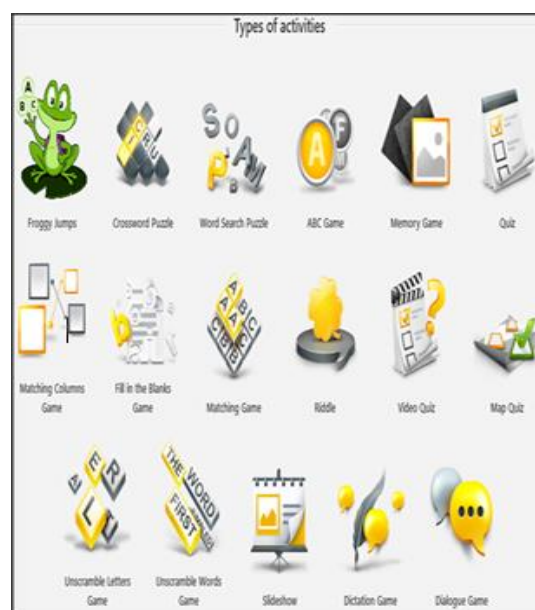 Types of activities
A
B C
Froggy Jumps
Crossword Puzzle
Word Search Puzzle
ABC Game
Memory Game
Quiz
Matching Columns
Game
Fill in the Blanks
Game
Matching Game
Riddle
Video Quiz
Map Quiz
Unscramble Letters
Game
Unscramble Words
Game
Slideshow
Dictation Game
Dialogue Game